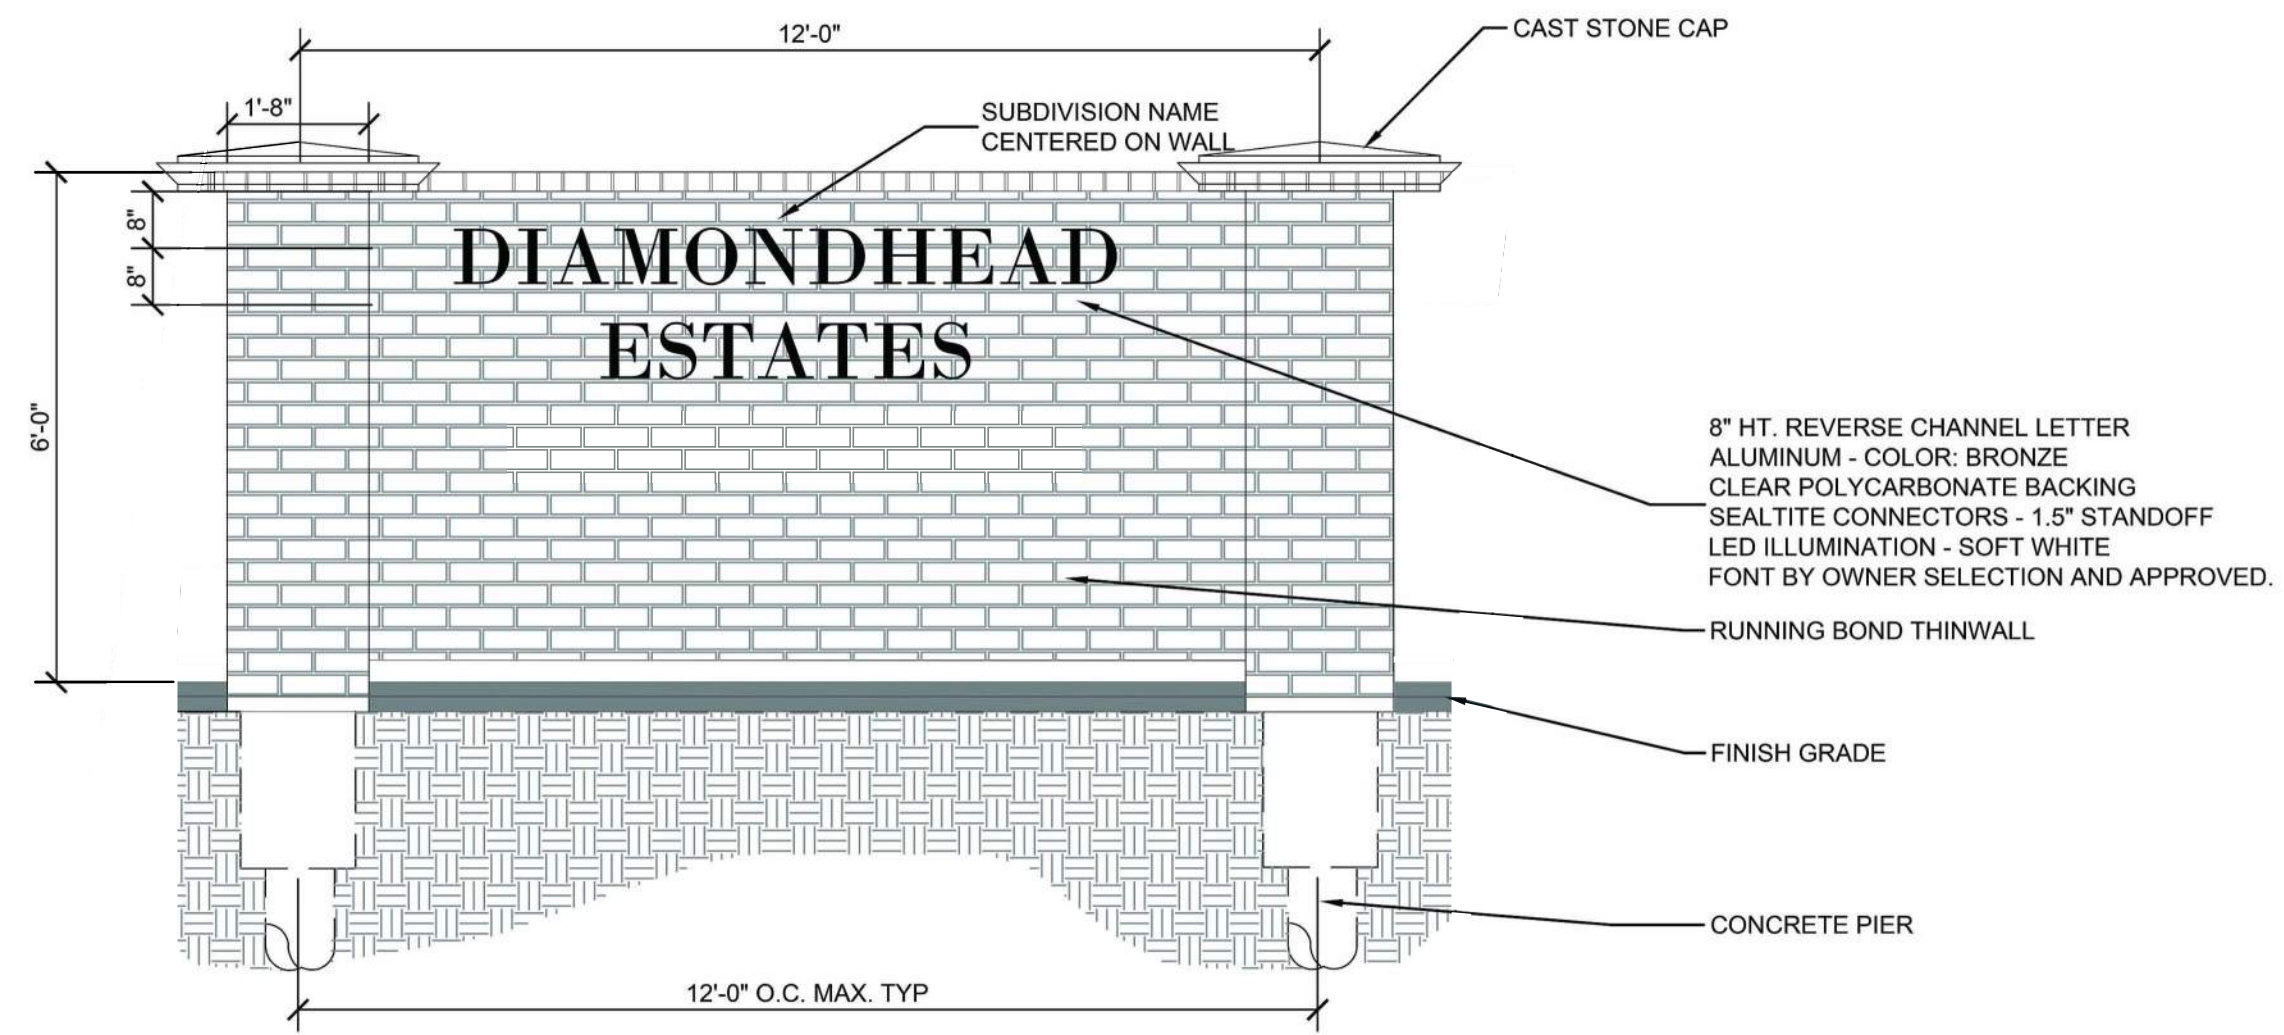 12'-0"
CAST STONE CAP
1'-8"
SUBDIVISION NAME
CENTERED ON WALL
8"
8"
DIAMONDHEAD
ESTATES
6'-0"
8" HT. REVERSE CHANNEL LETTER
ALUMINUM - COLOR: BRONZE
CLEAR POLYCARBONATE BACKING
SEALTITE CONNECTORS - 1.5" STANDOFF
LED ILLUMINATION - SOFT WHITE
FONT BY OWNER SELECTION AND APPROVED.
RUNNING BOND THINWALL
FINISH GRADE
CONCRETE PIER
12'-0" O.C. MAX. TYP